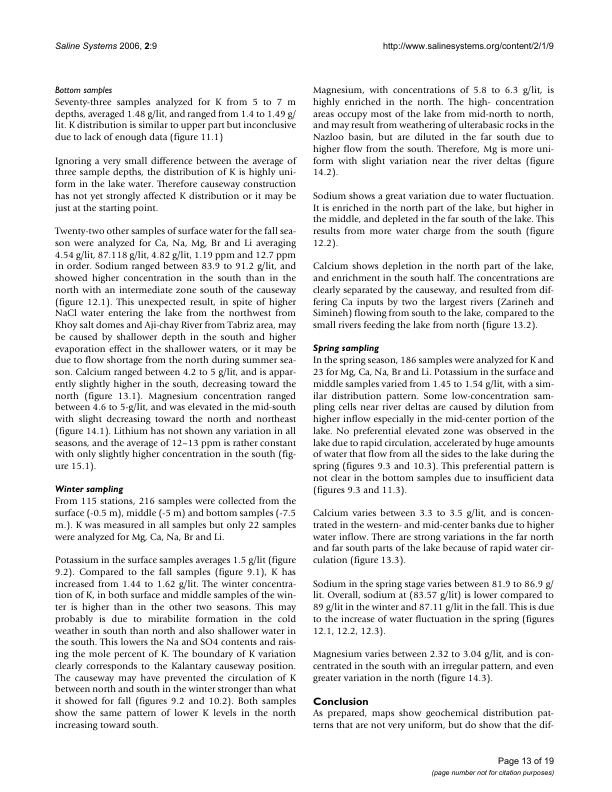 Saline Systems 2006, 2:9
http://www.salinesystems.org/content/2/1/9
Bottom samples
Seventy-three samples analyzed for K from 5 to 7 m
depths, averaged 1.48 g/lit, and ranged from 1.4 to 1.49 g/
lit. K distribution is similar to upper part but inconclusive
due to lack of enough data (figure 11.1)
Ignoring a very small difference between the average of
three sample depths, the distribution of K is highly uni-
form in the lake water. Therefore causeway construction
has not yet strongly affected K distribution or it may be
just at the starting point.
Twenty-two other samples of surface water for the fall sea-
son were analyzed for Ca, Na, Mg, Br and Li averaging
4.54 g/lit, 87.118 g/lit, 4.82 g/lit, 1.19 ppm and 12.7 ppm
in order. Sodium ranged between 83.9 to 91.2 g/lit, and
showed higher concentration in the south than in the
north with an intermediate zone south of the causeway
(figure 12.1). This unexpected result, in spite of higher
NaCl water entering the lake from the northwest from
Khoy salt domes and Aji-chay River from Tabriz area, may
be caused by shallower depth in the south and higher
evaporation effect in the shallower waters, or it may be
due to flow shortage from the north during summer sea-
son. Calcium ranged between 4.2 to 5 g/lit, and is appar-
ently slightly higher in the south, decreasing toward the
north (figure 13.1). Magnesium concentration ranged
between 4.6 to 5-g/lit, and was elevated in the mid-south
with slight decreasing toward the north and northeast
(figure 14.1). Lithium has not shown any variation in all
seasons, and the average of 12–13 ppm is rather constant
with only slightly higher concentration in the south (fig-
ure 15.1).
Winter sampling
From 115 stations, 216 samples were collected from the
surface (-0.5 m), middle (-5 m) and bottom samples (-7.5
m.). K was measured in all samples but only 22 samples
were analyzed for Mg, Ca, Na, Br and Li.
Potassium in the surface samples averages 1.5 g/lit (figure
9.2). Compared to the fall samples (figure 9.1), K has
increased from 1.44 to 1.62 g/lit. The winter concentra-
tion of K, in both surface and middle samples of the win-
ter is higher than in the other two seasons. This may
probably is due to mirabilite formation in the cold
weather in south than north and also shallower water in
the south. This lowers the Na and SO4 contents and rais-
ing the mole percent of K. The boundary of K variation
clearly corresponds to the Kalantary causeway position.
The causeway may have prevented the circulation of K
between north and south in the winter stronger than what
it showed for fall (figures 9.2 and 10.2). Both samples
show the same pattern of lower K levels in the north
increasing toward south.
Magnesium, with concentrations of 5.8 to 6.3 g/lit, is
highly enriched in the north. The high- concentration
areas occupy most of the lake from mid-north to north,
and may result from weathering of ulterabasic rocks in the
Nazloo basin, but are diluted in the far south due to
higher flow from the south. Therefore, Mg is more uni-
form with slight variation near the river deltas (figure
14.2).
Sodium shows a great variation due to water fluctuation.
It is enriched in the north part of the lake, but higher in
the middle, and depleted in the far south of the lake. This
results from more water charge from the south (figure
12.2).
Calcium shows depletion in the north part of the lake,
and enrichment in the south half. The concentrations are
clearly separated by the causeway, and resulted from dif-
fering Ca inputs by two the largest rivers (Zarineh and
Simineh) flowing from south to the lake, compared to the
small rivers feeding the lake from north (figure 13.2).
Spring sampling
In the spring season, 186 samples were analyzed for K and
23 for Mg, Ca, Na, Br and Li. Potassium in the surface and
middle samples varied from 1.45 to 1.54 g/lit, with a sim-
ilar distribution pattern. Some low-concentration sam-
pling cells near river deltas are caused by dilution from
higher inflow especially in the mid-center portion of the
lake. No preferential elevated zone was observed in the
lake due to rapid circulation, accelerated by huge amounts
of water that flow from all the sides to the lake during the
spring (figures 9.3 and 10.3). This preferential pattern is
not clear in the bottom samples due to insufficient data
(figures 9.3 and 11.3).
Calcium varies between 3.3 to 3.5 g/lit, and is concen-
trated in the western- and mid-center banks due to higher
water inflow. There are strong variations in the far north
and far south parts of the lake because of rapid water cir-
culation (figure 13.3).
Sodium in the spring stage varies between 81.9 to 86.9 g/
lit. Overall, sodium at (83.57 g/lit) is lower compared to
89 g/lit in the winter and 87.11 g/lit in the fall. This is due
to the increase of water fluctuation in the spring (figures
12.1, 12.2, 12.3).
Magnesium varies between 2.32 to 3.04 g/lit, and is con-
centrated in the south with an irregular pattern, and even
greater variation in the north (figure 14.3).
Conclusion
As prepared, maps show geochemical distribution pat-
terns that are not very uniform, but do show that the dif-
Page 13 of 19
(page number not for citation purposes)